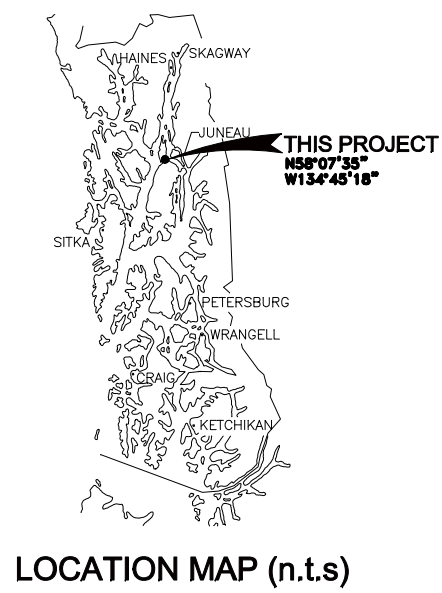 HAINES
SKAGWAY
JUNEAU
THIS PROJECT
N58°07'35"
W134°45'18"
SITKA
PETERSBURG
WRANGELL
CRAIG
KETCHIKAN
LOCATION MAP (n.t.s)